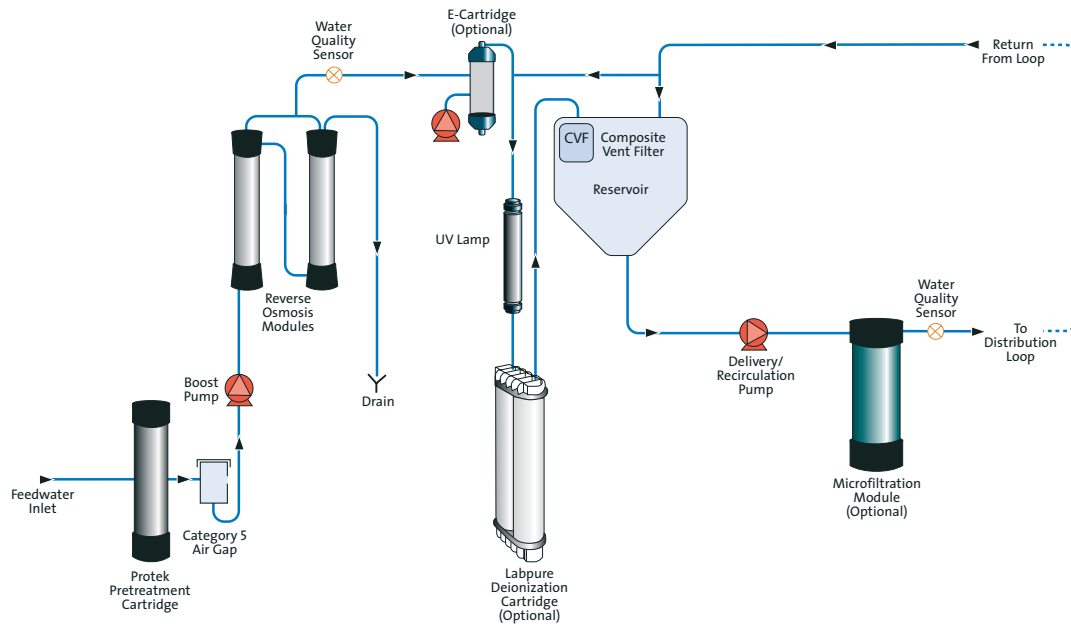 E-Cartridge
(Optional)
Water
Quality
Sensor
Return
From Loop
CVF
Composite
Vent Filter
Reservoir
UV Lamp
Reverse
Osmosis
Modules
Water
Quality
Sensor
To
Distribution
Loop
Delivery/
Recirculation
Pump
Boost
Pump
Drain
Feedwater
Inlet
Category 5
Air Gap
Microfiltration
Module
(Optional)
Protek
Pretreatment
Cartridge
Labpure
Deionization
Cartridge
(Optional)